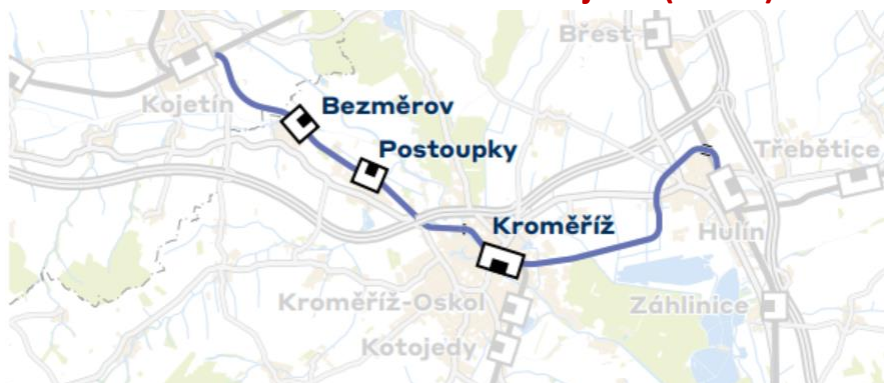 Břest
Kojetín
Bezměrov
Postoupky
Třebětice
Kroměříž
Hulín
Kroměříž-Oskol
Záhlinice
Kotojedy